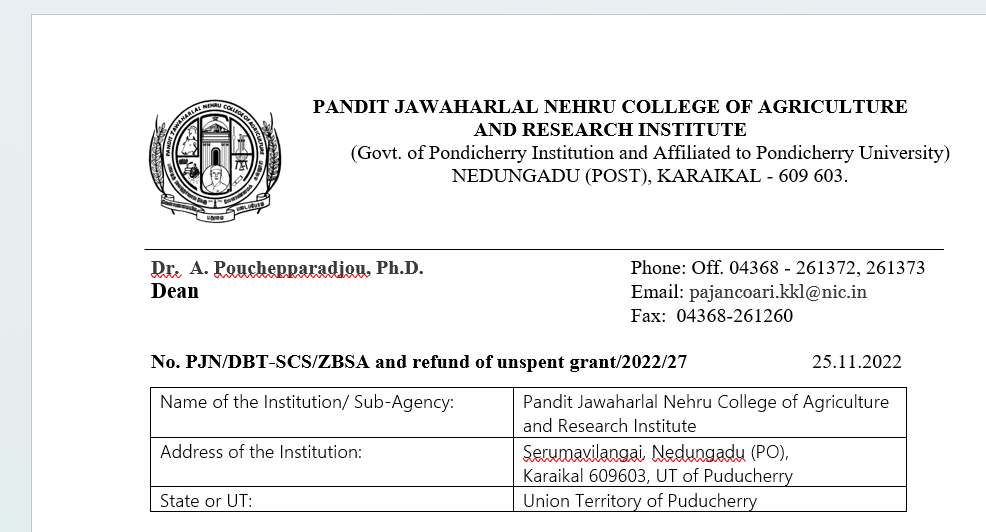 PANDIT JAWAHARLAL NEHRU COLLEGE OF AGRICULTURE
AND RESEARCH INSTITUTE
(Govt. of Pondicherry Institution and Affiliated to Pondicherry University)
NEDUNGADU (POST), KARAIKAL - 609 603.
Dr. A. Pouchepparadjou, Ph.D.
Dean
Phone: Off. 04368 - 261372, 261373
Email: pajancoari.kkl@nic.in
Fax: 04368-261260
No. PJN/DBT-SCS/ZBSA and refund of unspent grant/2022/27 25.11.2022
Name of the Institution/ Sub-Agency:
Pandit Jawaharlal Nehru College of Agriculture
and Research Institute
Address of the Institution:
Serumavilangai, Nedungadu (PO),
Karaikal 609603, UT of Puducherry
State or UT:
Union Territory of Puducherry